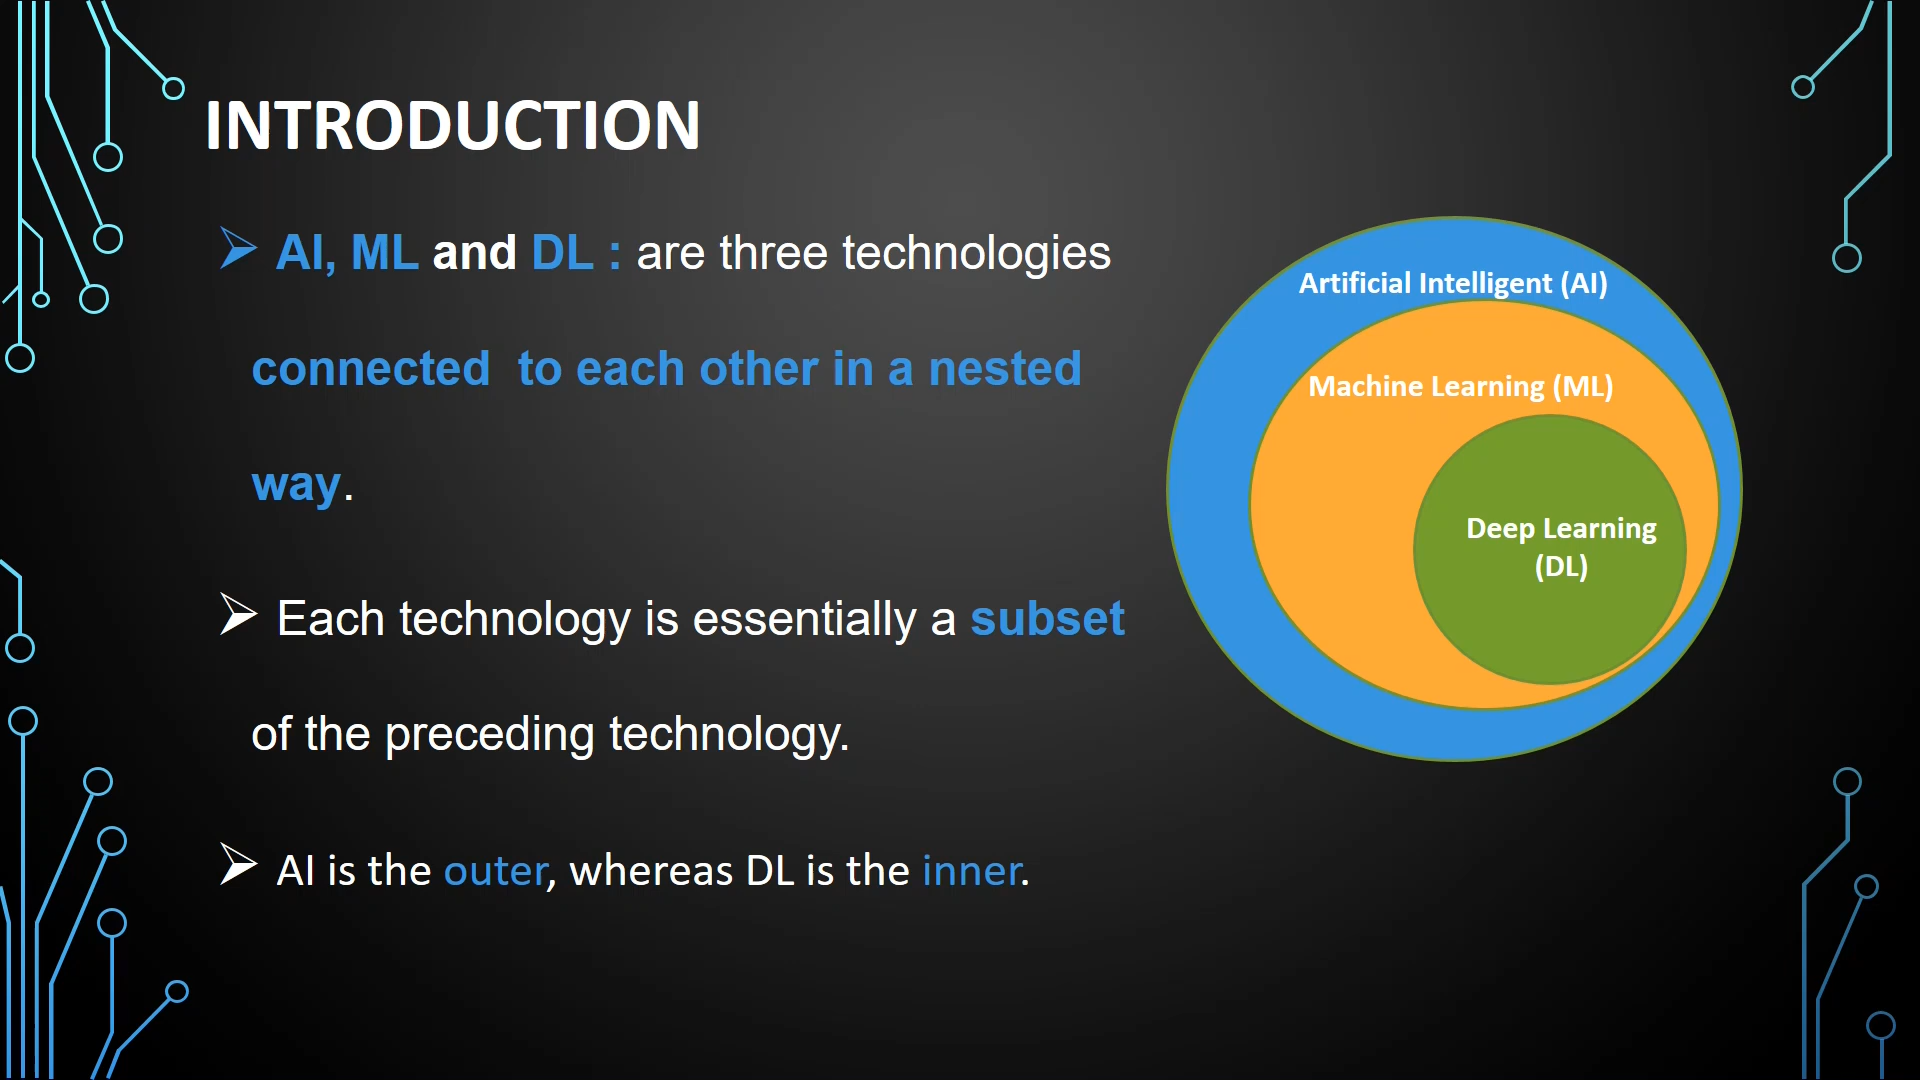 INTRODUCTION
AI, ML and DL : are three technologies
connected  to each other in a nested
way.
Each technology is essentially a subset
of the preceding technology.
AI is the outer, whereas DL is the inner.
Artificial Intelligent (AI)
Machine Learning (ML)
Deep Learning
(DL)